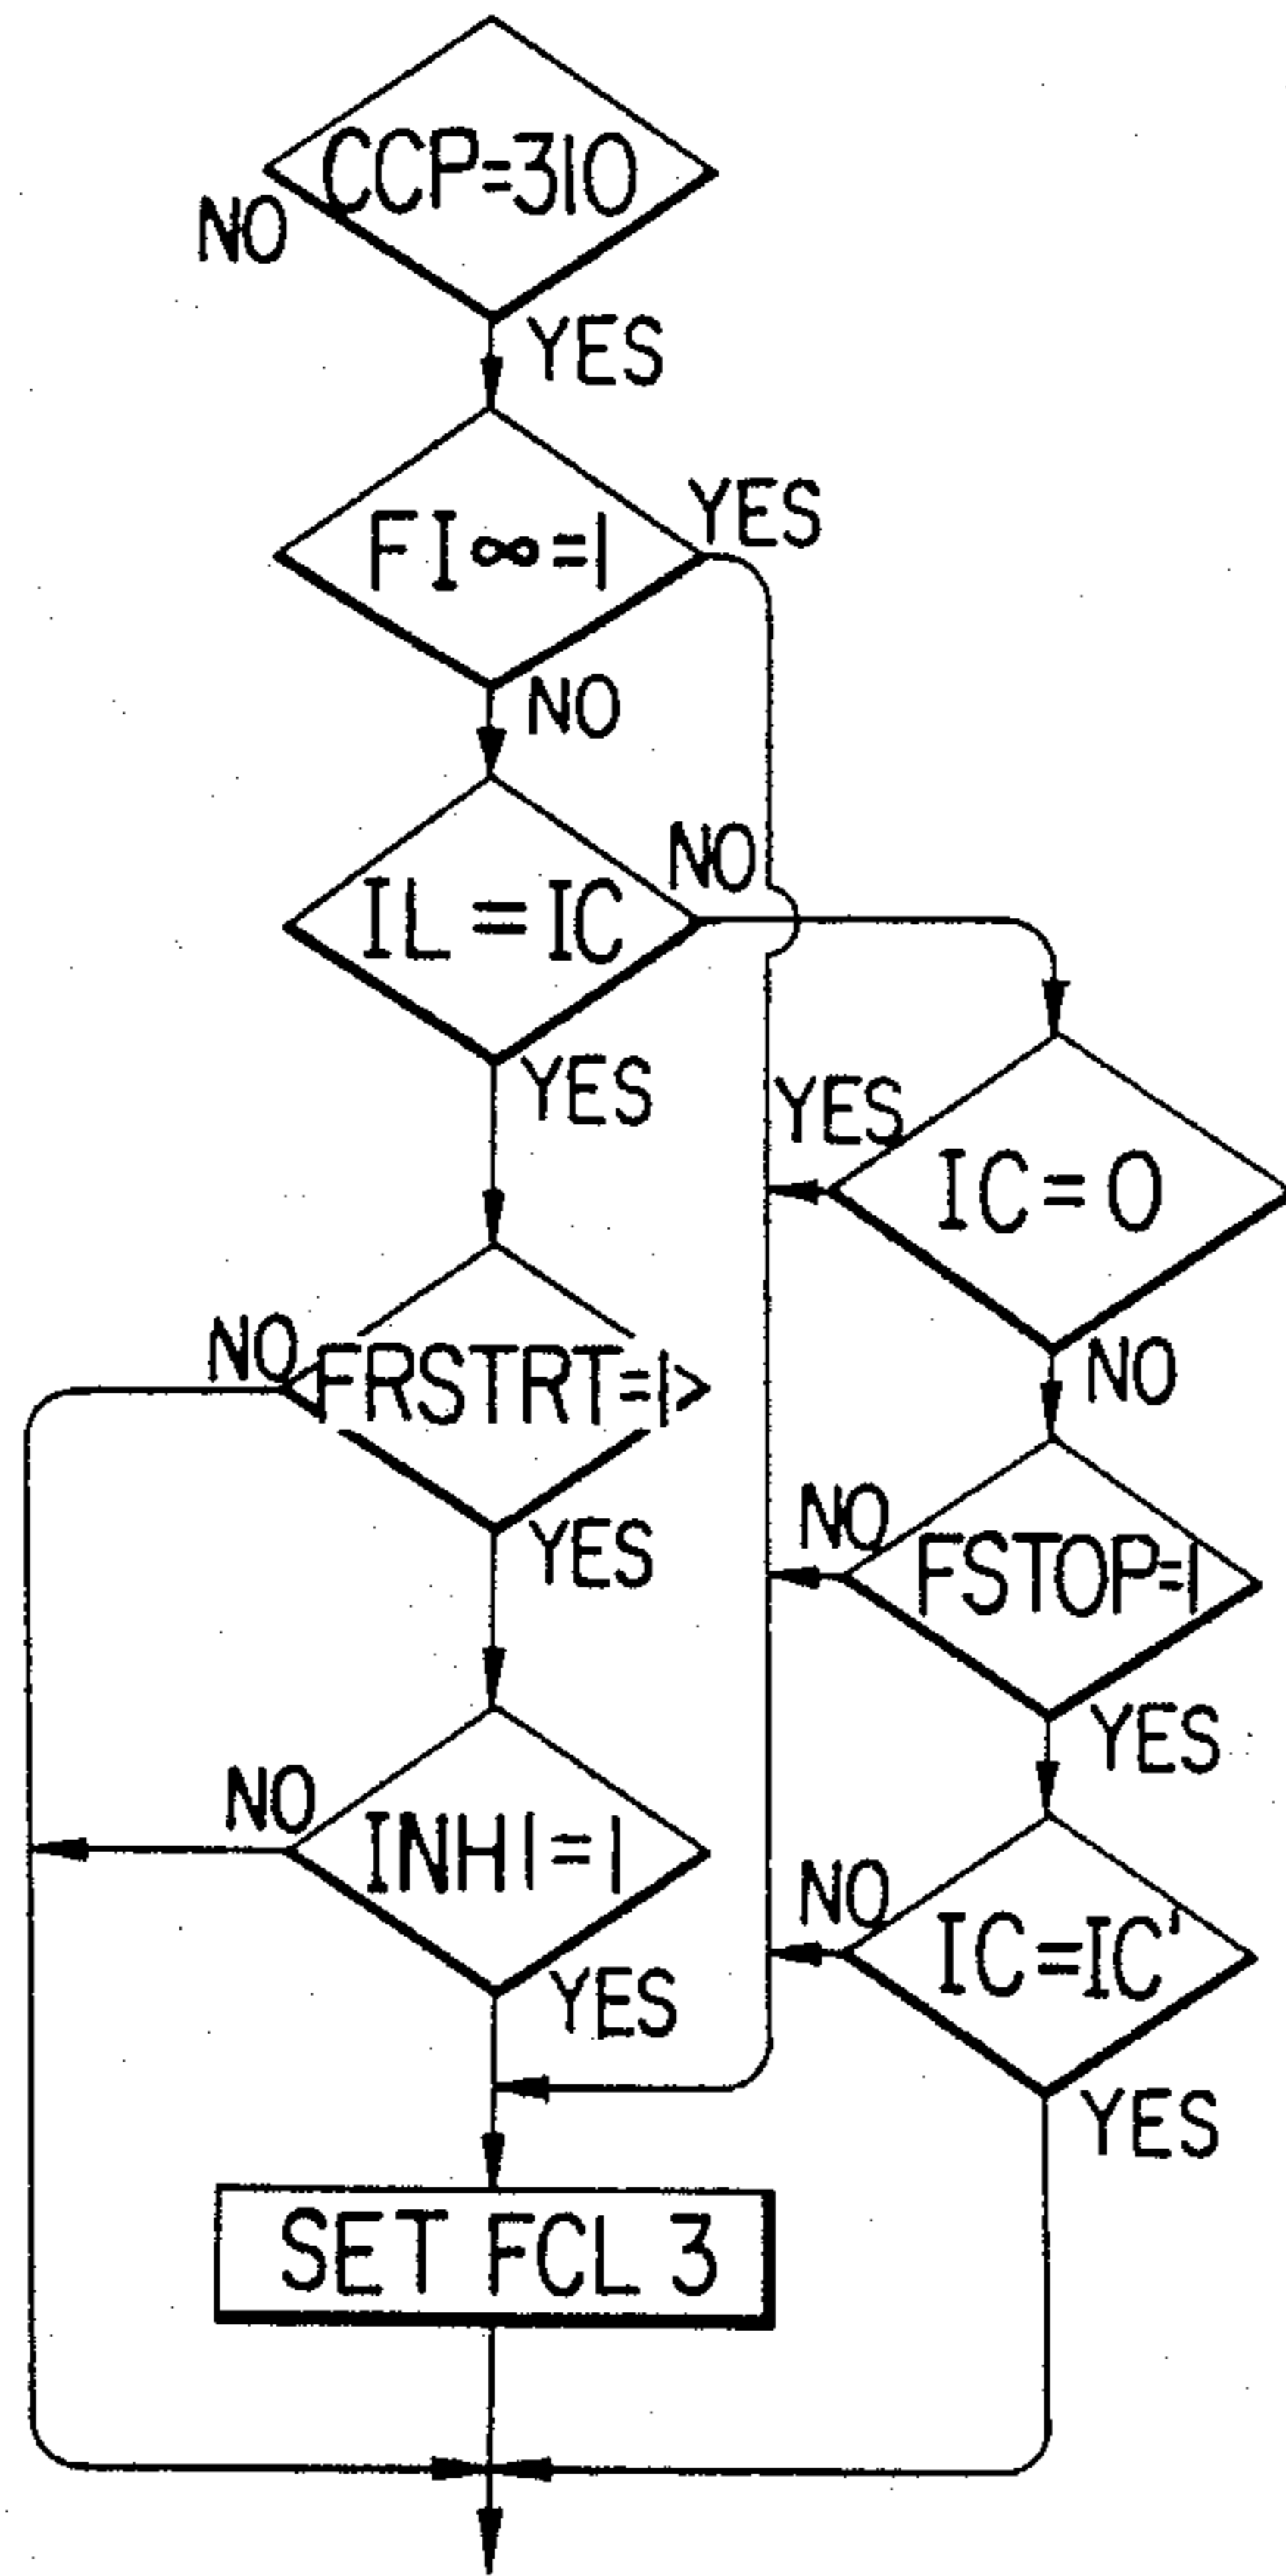 CCP=310
NO
YES
FI∞=1
YES
NO
IL=IC
NO
YES
IC=0
YES
NO
FRSTRT=1
NO
YES
FSTOP=1
NO
YES
INHI=1
NO
YES
IC=IC'
NO
YES
SET FCL 3